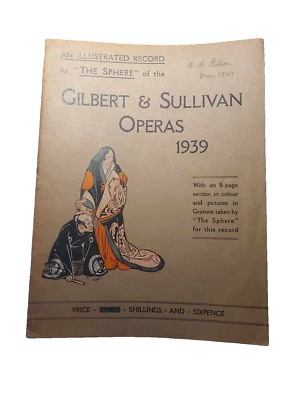 AN ILLUSTRATED RECORD
by "THE SPHERE" of the
GILBERT & SULLIVAN
OPERAS
1939
With an 8-page
section in colour
and pictures in
Gravure taken by
"The Sphere"
for this record
PRICE · · SHILLINGS · AND · SIXPENCE